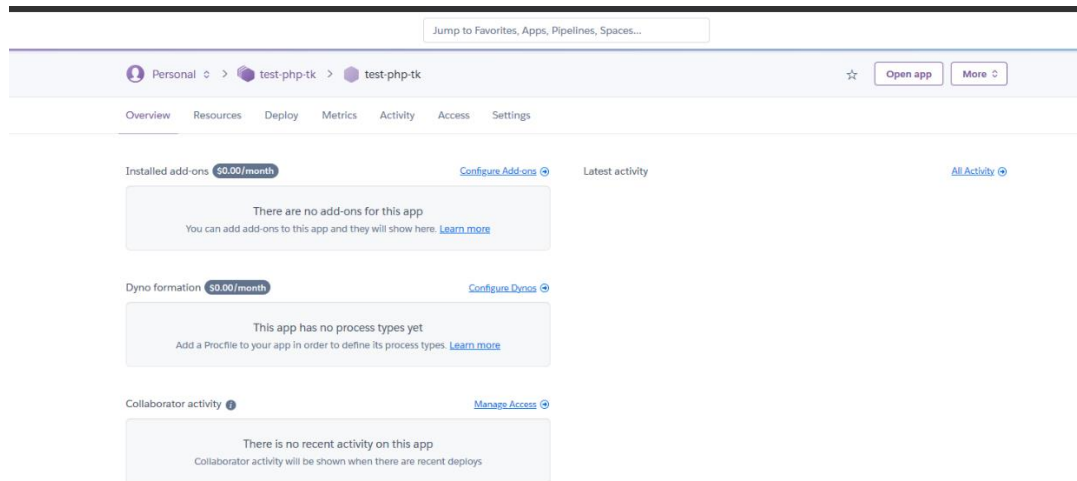 Jump to Favorites, Apps, Pipelines, Spaces...
Personal > test-php-tk > test-php-tk
Open app
More
Overview Resources Deploy Metrics Activity Access Settings
Installed add-ons $0.00/month Configure Add-ons
There are no add-ons for this app
You can add add-ons to this app and they will show here. Learn more
Dyno formation $0.00/month Configure Dynos
This app has no process types yet
Add a Procfile to your app in order to define its process types. Learn more
Collaborator activity Manage Access
There is no recent activity on this app
Collaborator activity will be shown when there are recent deploys
Latest activity All Activity